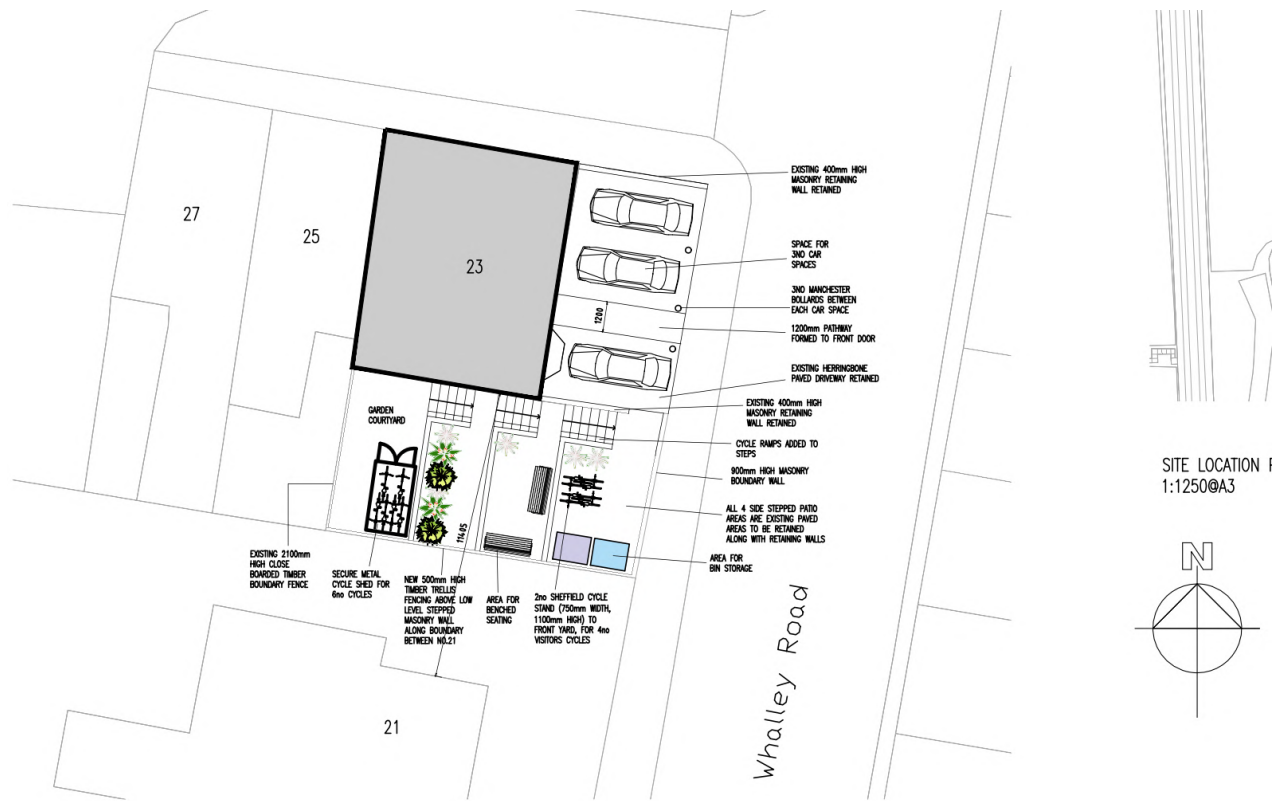 27
25
23
21
EXISTING 400mm HIGH
MASONRY RETAINING
WALL RETAINED
SPACE FOR
3NO CAR
SPACES
3NO MANCHESTER
BOLLARDS BETWEEN
EACH CAR SPACE
1200
1200mm PATHWAY
FORMED TO FRONT DOOR
EXISTING HERRINGBONE
PAVED DRIVEWAY RETAINED
EXISTING 400mm HIGH
MASONRY RETAINING
WALL RETAINED
CYCLE RAMPS ADDED TO
STEPS
900mm HIGH MASONRY
BOUNDARY WALL
ALL 4 SIDE STEPPED PATIO
AREAS ARE EXISTING PAVED
AREAS TO BE RETAINED
ALONG WITH RETAINING WALLS
AREA FOR
BIN STORAGE
GARDEN
COURTYARD
11405
EXISTING 2100mm
HIGH CLOSE
BOARDED TIMBER
BOUNDARY FENCE
SECURE METAL
CYCLE SHED FOR
6no CYCLES
NEW 500mm HIGH
TIMBER TRELLIS
FENCING ABOVE LOW
LEVEL STEPPED
MASONRY WALL
ALONG BOUNDARY
BETWEEN NO.21
AREA FOR
BENCHED
SEATING
2no SHEFFIELD CYCLE
STAND (750mm WIDTH,
1100mm HIGH) TO
FRONT YARD, FOR 4no
VISITORS CYCLES
Whalley Road
SITE LOCATION
1:1250@A3
N